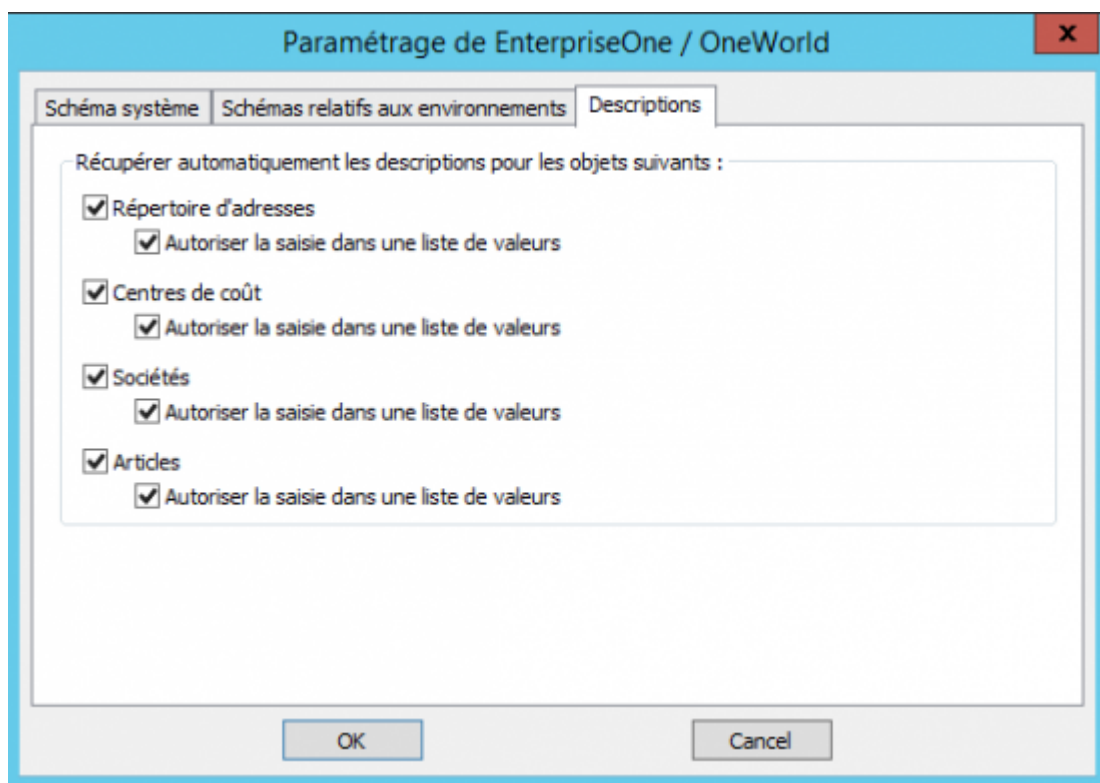 Paramétrage de EnterpriseOne / OneWorld
x
Schéma système Schémas relatifs aux environnements Descriptions
Récupérer automatiquement les descriptions pour les objets suivants :
Répertoire d'adresses
Autoriser la saisie dans une liste de valeurs
Centres de coût
Autoriser la saisie dans une liste de valeurs
Sociétés
Autoriser la saisie dans une liste de valeurs
Articles
Autoriser la saisie dans une liste de valeurs
OK Cancel